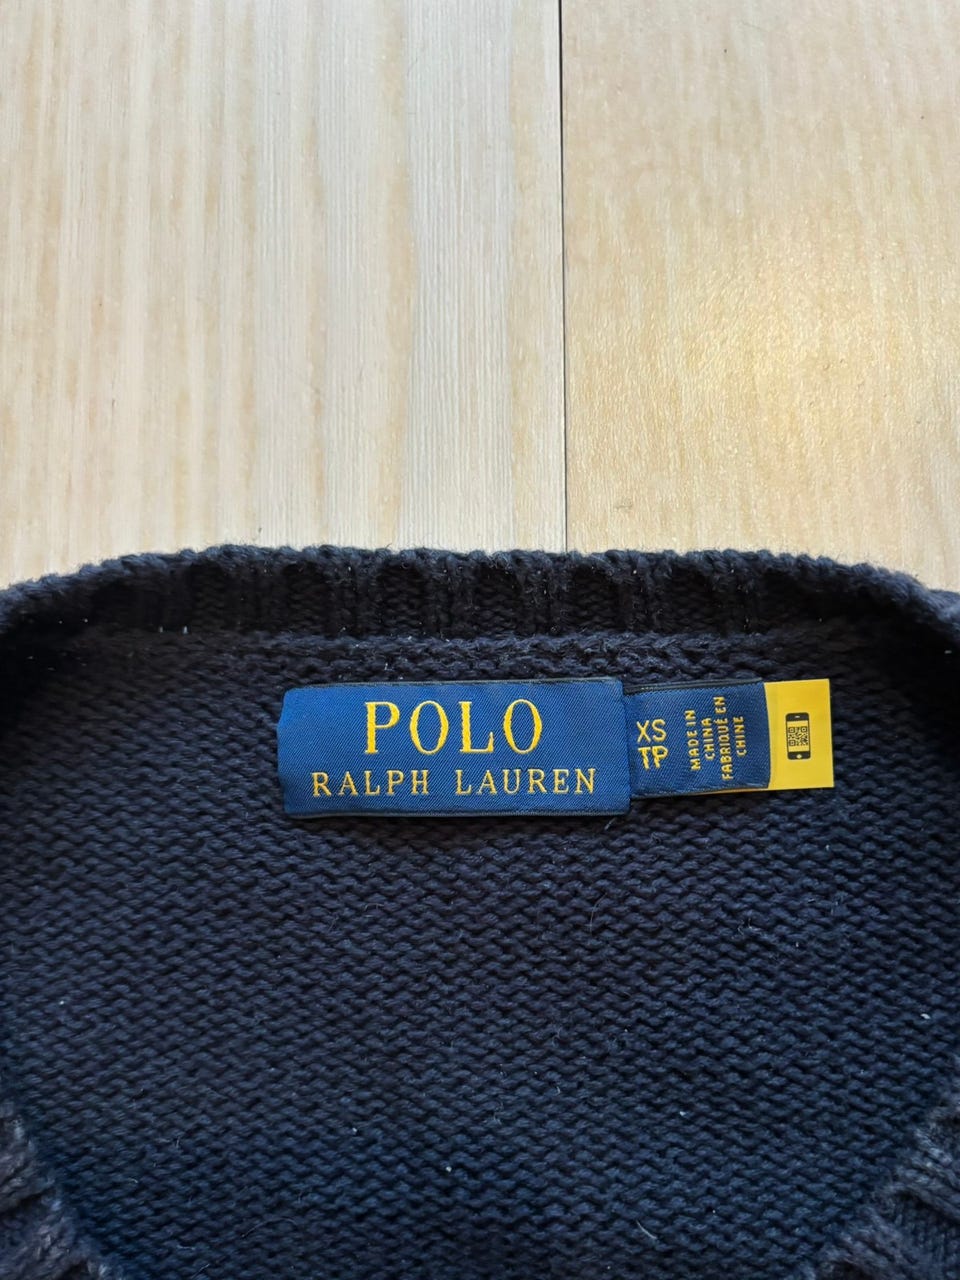 POLO
RALPH LAUREN
XS
TP
MADE IN
CHINA
FABRIQUÉ EN
CHINE